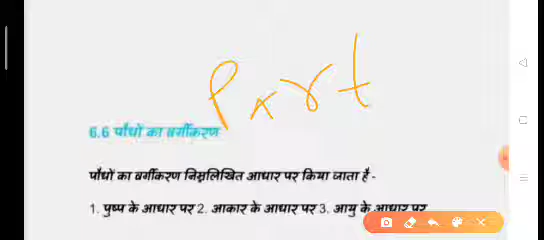 Part
6.6 पौधों का वर्गीकरण
पौधों का वर्गीकरण निम्नलिखित आधार पर किया जाता है -
1. पुष्प के आधार पर 2. आकार के आधार पर 3. आयु के आधार पर